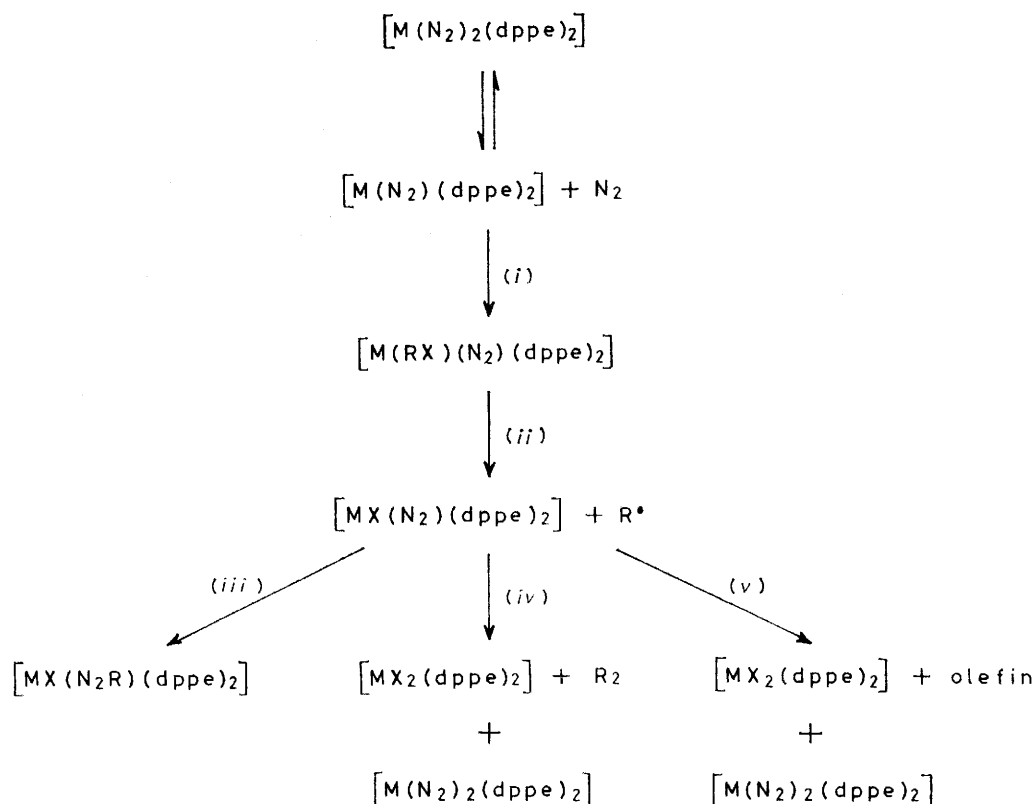 [M(N₂)₂(dppe)₂]
[M(N₂)(dppe)₂] + N₂
(i)
[M(RX)(N₂)(dppe)₂]
(ii)
[MX(N₂)(dppe)₂] + R•
(iii) (iv) (v)
[MX(N₂R)(dppe)₂] [MX₂(dppe)₂] + R₂ [MX₂(dppe)₂] + olefin
+ +
[M(N₂)₂(dppe)₂] [M(N₂)₂(dppe)₂]